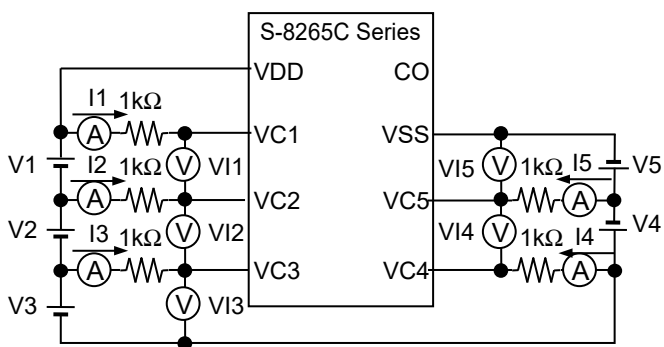 S-8265C Series
VDD CO
I1 1kΩ
A
VC1 VSS
V1 V VI1 VI5 V 1kΩ I5 V5
I2 1kΩ
A VC2 VC5 A
V2 V VI2 VI4 V 1kΩ I4 V4
I3 1kΩ
A VC3 VC4 A
V3 V VI3